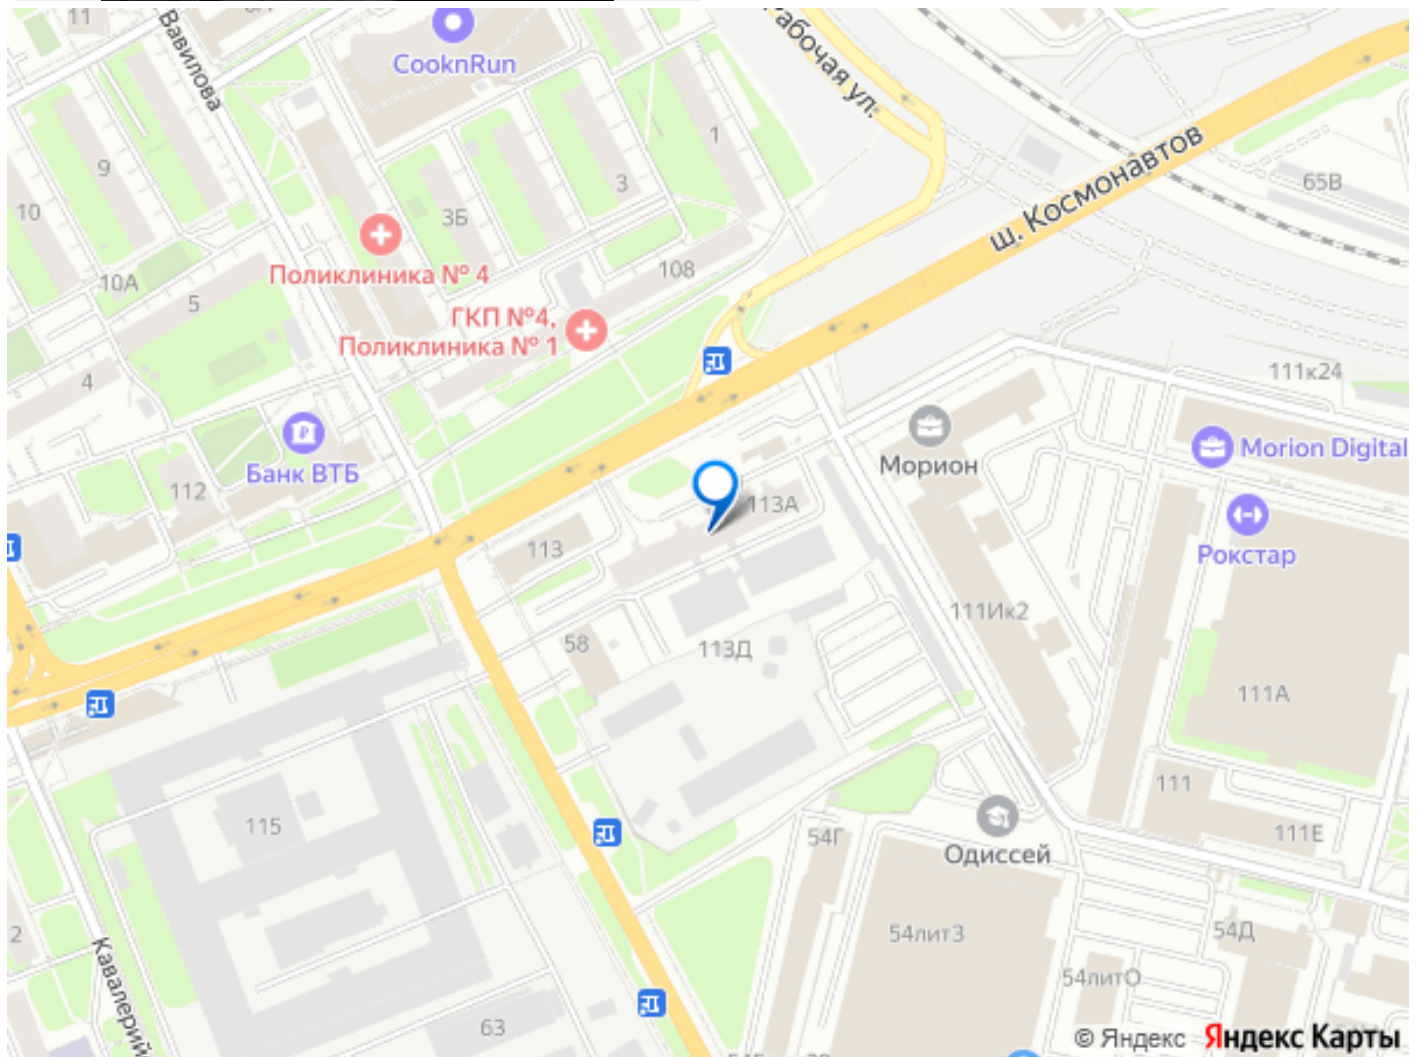 11
Вавилова
CooknRun
Рабочая ул.
1
ш. Космонавтов
9
3
65В
10
3Б
Поликлиника № 4
108
10А
5
ГКП №4,
Поликлиника № 1
111к24
4
Морион
Morion Digital
Банк ВТБ
112
113А
Рокстар
113
111Ик2
58
113Д
111А
111
115
54Г
111Е
Одиссей
2
54лит3
54Д
Кавалерий
54литО
63
© Яндекс
Яндекс Карты